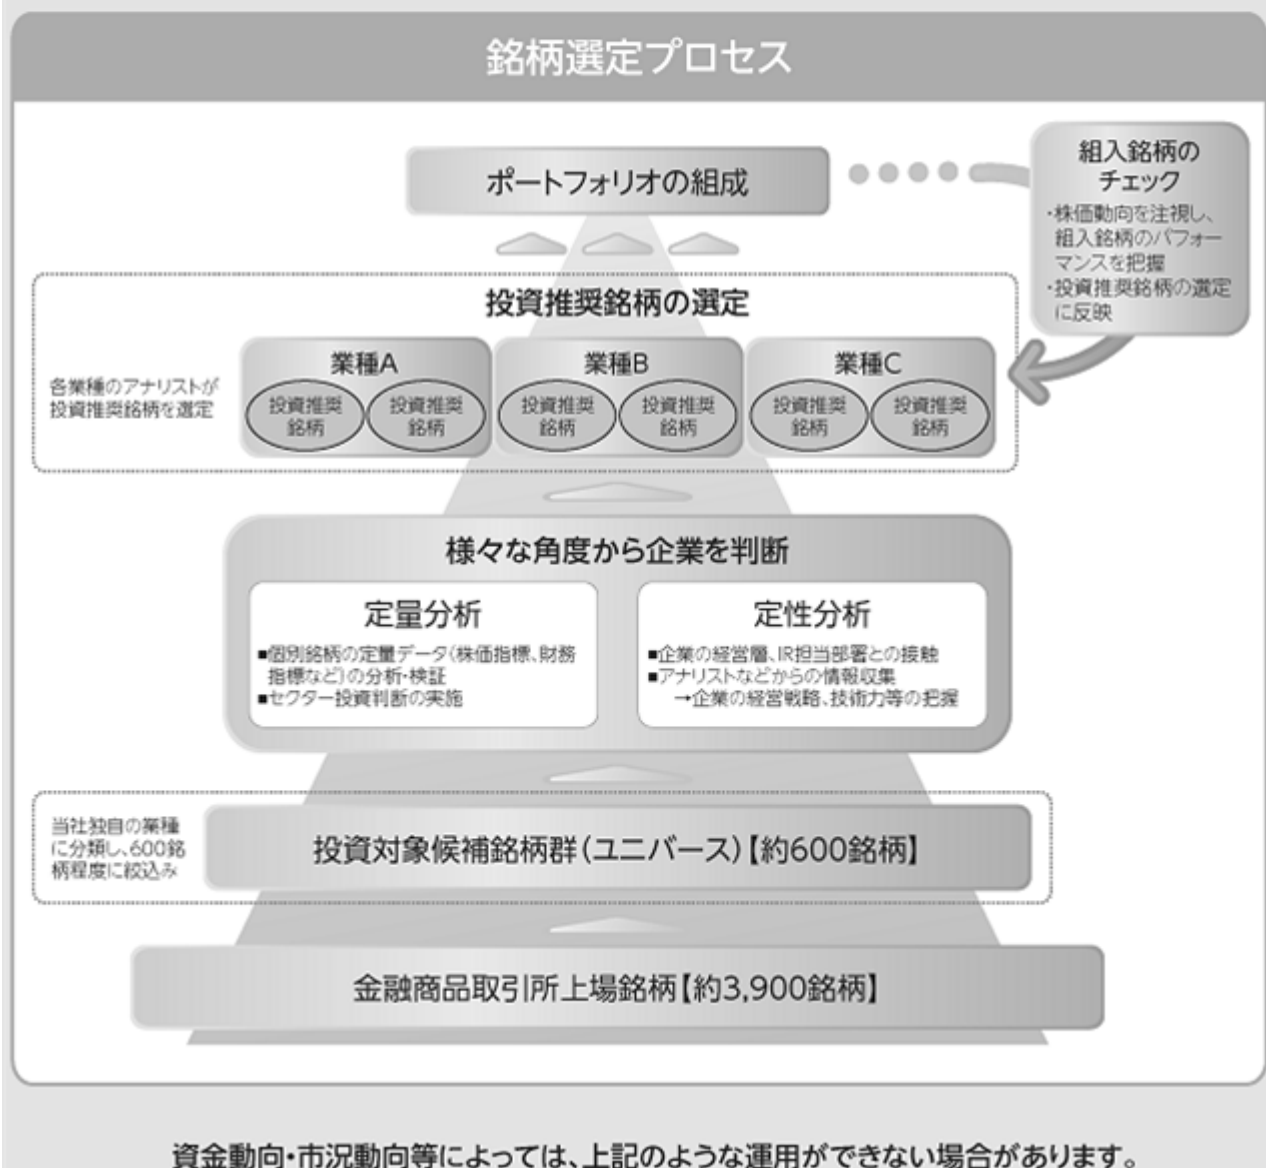 銘柄選定プロセス
ポートフォリオの組成
組入銘柄の
チェック
・株価動向を注視し、
組入銘柄のパフォー
マンスを把握
・投資推奨銘柄の選定
に反映
投資推奨銘柄の選定
各業種のアナリストが
投資推奨銘柄を選定
業種A
投資推奨
銘柄
投資推奨
銘柄
業種B
投資推奨
銘柄
投資推奨
銘柄
業種C
投資推奨
銘柄
投資推奨
銘柄
様々な角度から企業を判断
定量分析
■個別銘柄の定量データ(株価指標、財務
指標など)の分析・検証
■セクター投資判断の実施
定性分析
■企業の経営層、IR担当部署との接触
■アナリストなどからの情報収集
→企業の経営戦略、技術力等の把握
当社独自の業種
に分類し、600銘
柄程度に絞込み
投資対象候補銘柄群(ユニバース)【約600銘柄】
金融商品取引所上場銘柄【約3,900銘柄】
資金動向・市況動向等によっては、上記のような運用ができない場合があります。